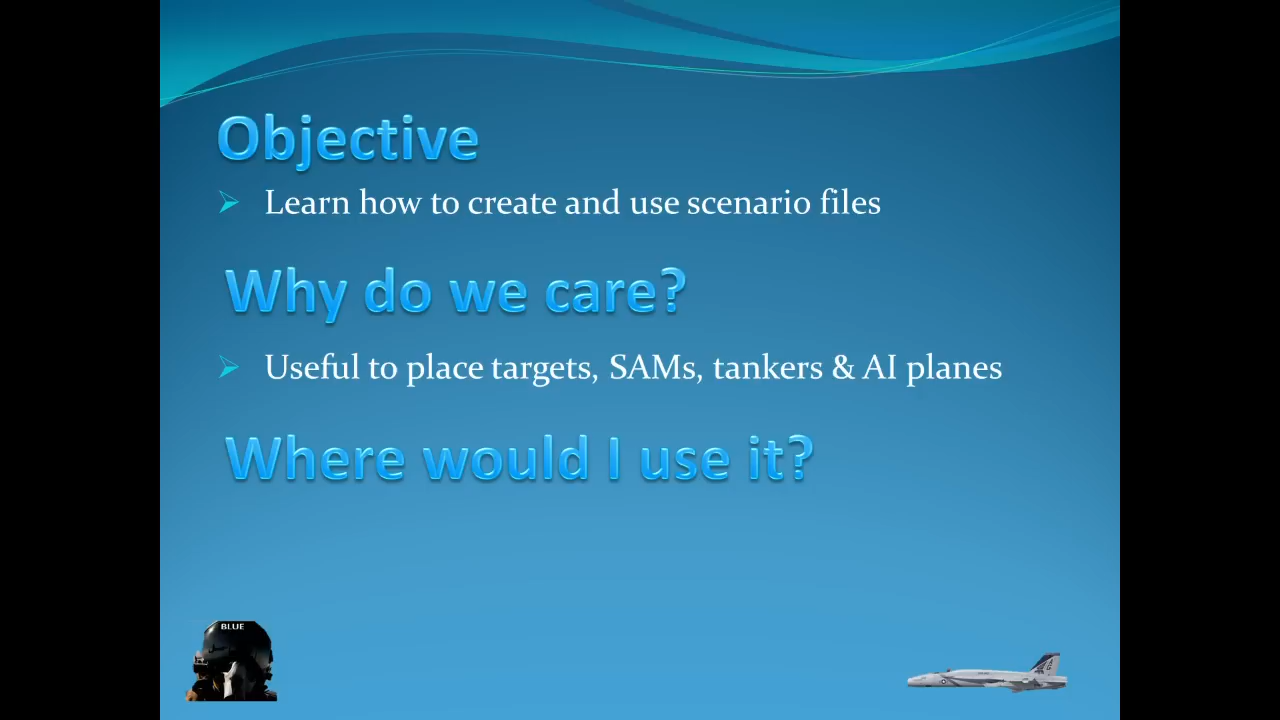 Objective
Learn how to create and use scenario files
Why do we care?
Useful to place targets, SAMs, tankers & AI planes
Where would I use it?
BLUE